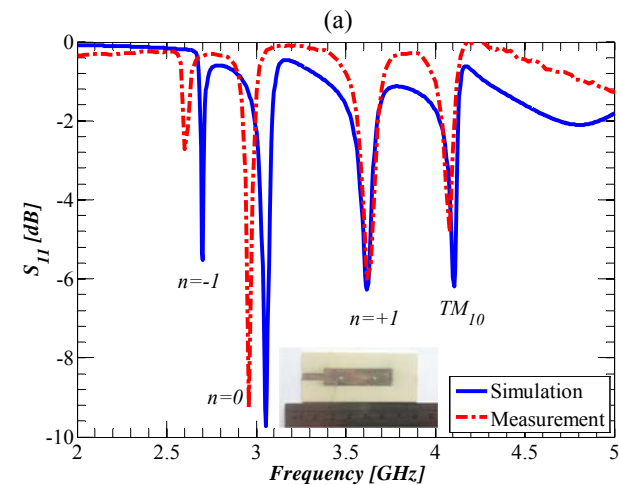 (a)
0
-2
-4
-6
-8
-10
S11 [dB]
n=-1
n=0
n=+1
TM10
Simulation
Measurement
2
2.5
3
3.5
4
4.5
5
Frequency [GHz]